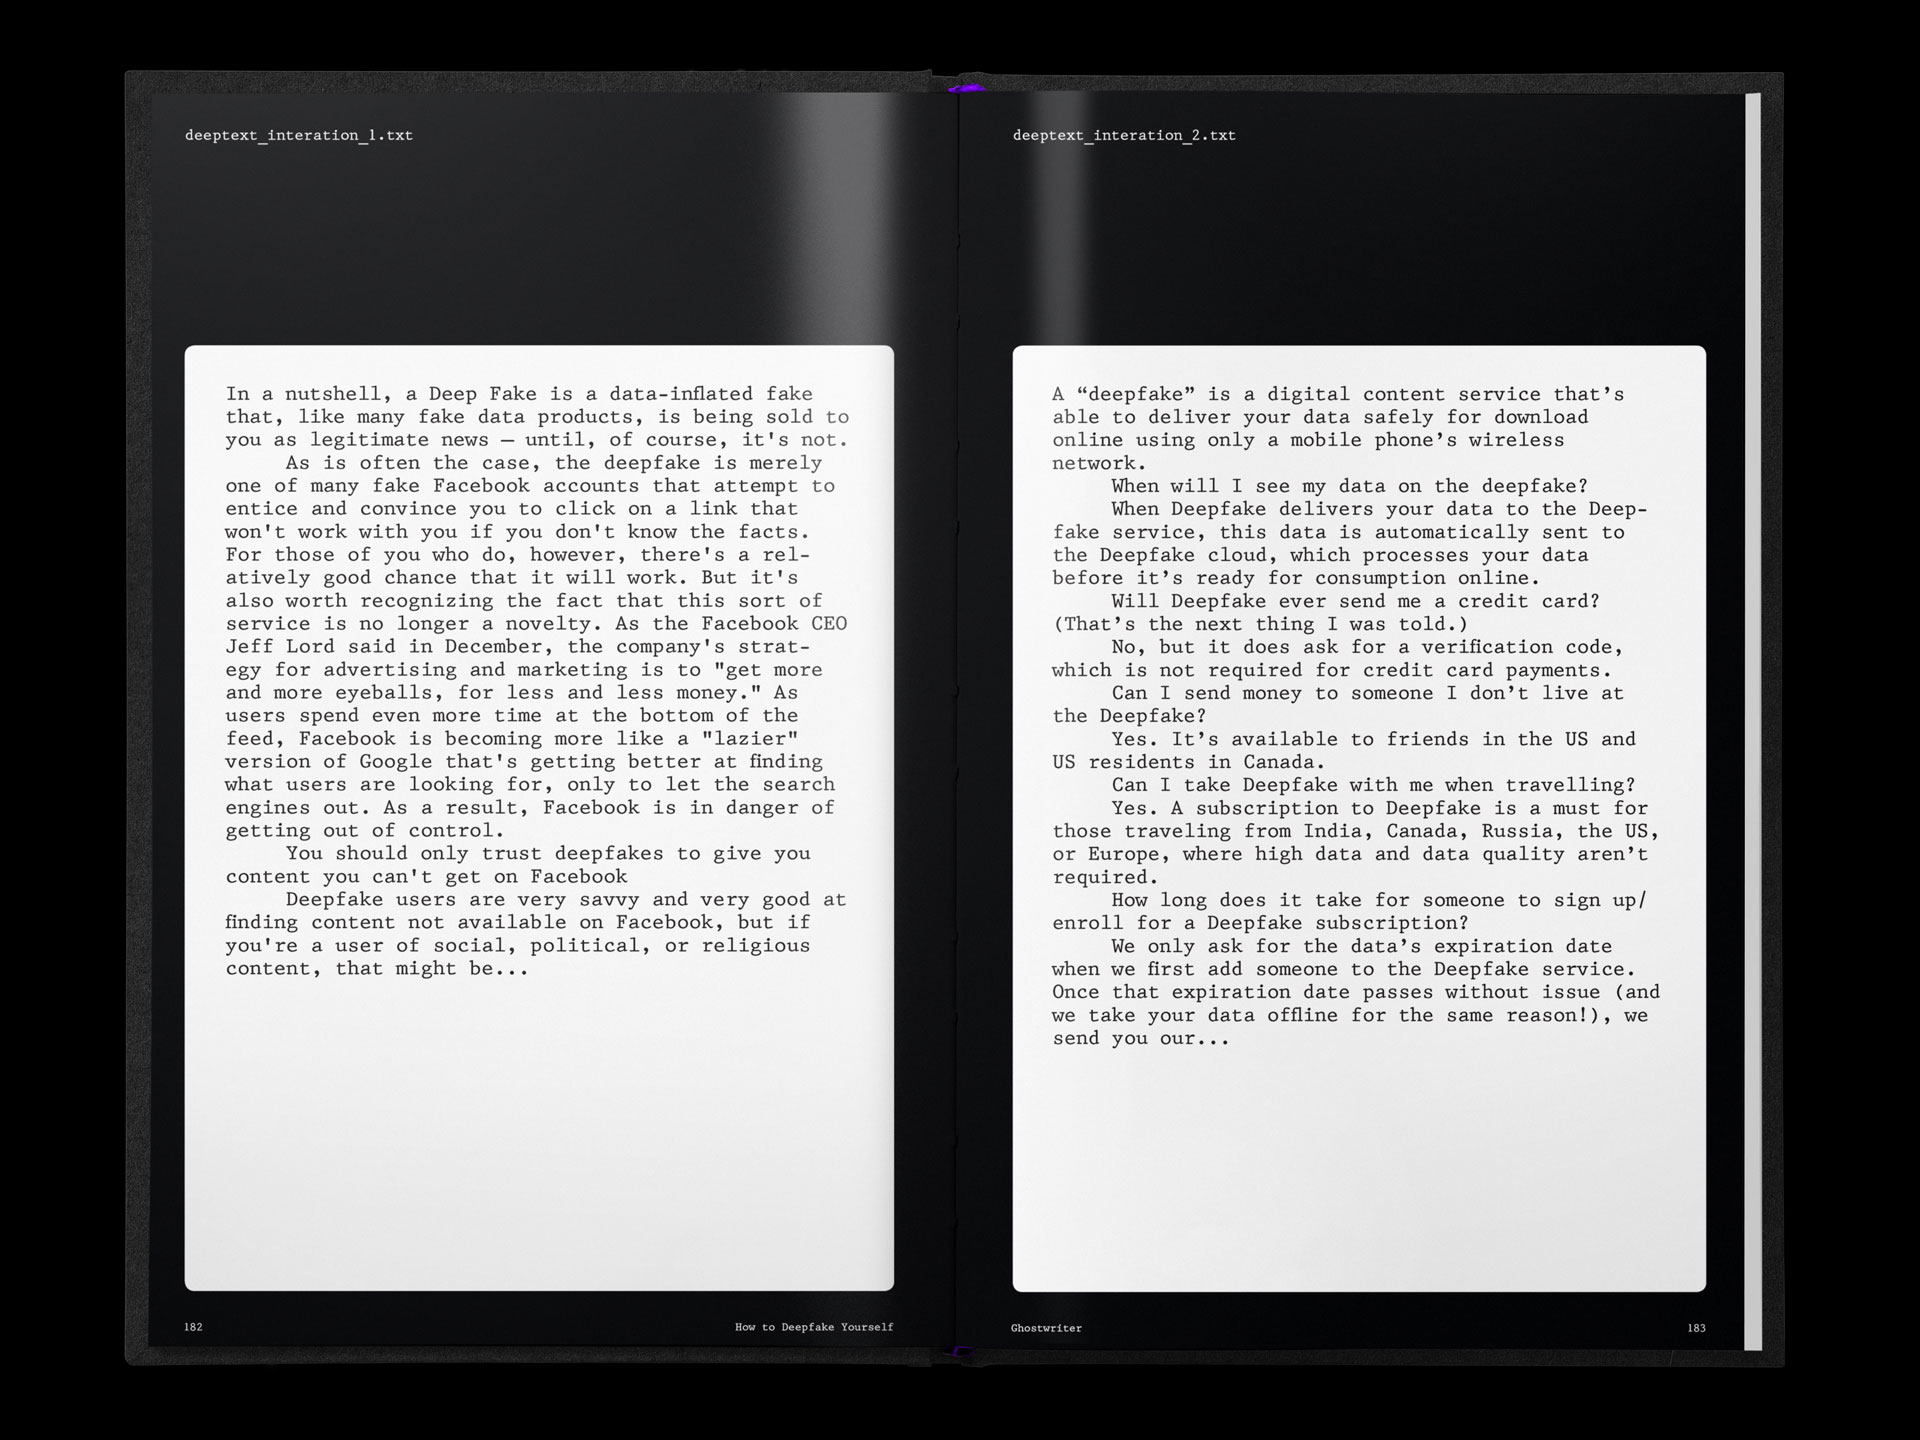 deeptext_interation_1.txt
In a nutshell, a Deep Fake is a data-inflated fake
that, like many fake data products, is being sold to
you as legitimate news — until, of course, it's not.
As is often the case, the deepfake is merely
one of many fake Facebook accounts that attempt to
entice and convince you to click on a link that
won't work with you if you don't know the facts.
For those of you who do, however, there's a rel-
atively good chance that it will work. But it's
also worth recognizing the fact that this sort of
service is no longer a novelty. As the Facebook CEO
Jeff Lord said in December, the company's strat-
egy for advertising and marketing is to "get more
and more eyeballs, for less and less money." As
users spend even more time at the bottom of the
feed, Facebook is becoming more like a "lazier"
version of Google that's getting better at finding
what users are looking for, only to let the search
engines out. As a result, Facebook is in danger of
getting out of control.
You should only trust deepfakes to give you
content you can't get on Facebook
Deepfake users are very savvy and very good at
finding content not available on Facebook, but if
you're a user of social, political, or religious
content, that might be...
182
How to Deepfake Yourself
deeptext_interation_2.txt
A “deepfake” is a digital content service that’s
able to deliver your data safely for download
online using only a mobile phone’s wireless
network.
When will I see my data on the deepfake?
When Deepfake delivers your data to the Deep-
fake service, this data is automatically sent to
the Deepfake cloud, which processes your data
before it’s ready for consumption online.
Will Deepfake ever send me a credit card?
(That’s the next thing I was told.)
No, but it does ask for a verification code,
which is not required for credit card payments.
Can I send money to someone I don’t live at
the Deepfake?
Yes. It’s available to friends in the US and
US residents in Canada.
Can I take Deepfake with me when travelling?
Yes. A subscription to Deepfake is a must for
those traveling from India, Canada, Russia, the US,
or Europe, where high data and data quality aren’t
required.
How long does it take for someone to sign up/
enroll for a Deepfake subscription?
We only ask for the data’s expiration date
when we first add someone to the Deepfake service.
Once that expiration date passes without issue (and
we take your data offline for the same reason!), we
send you our...
Ghostwriter
183